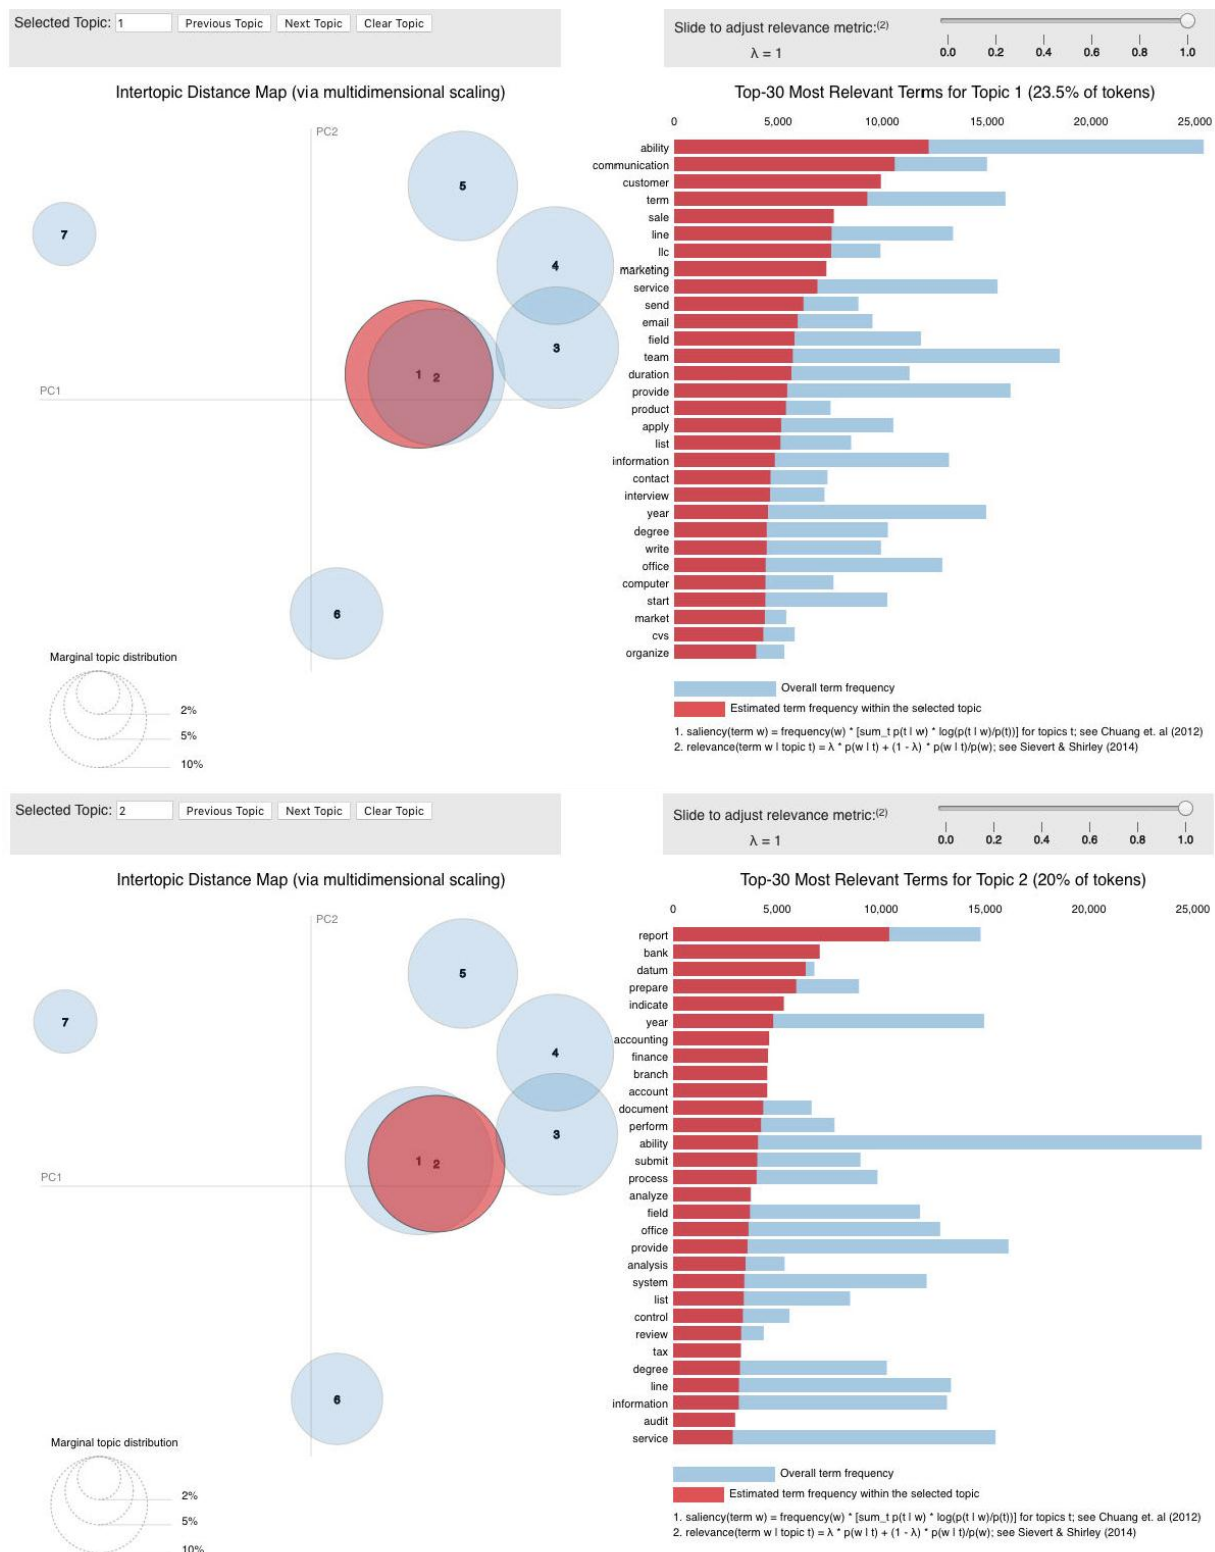 Selected Topic: 1 Previous Topic Next Topic Clear Topic
Slide to adjust relevance metric:(2)
λ = 1
0.0 0.2 0.4 0.6 0.8 1.0
Intertopic Distance Map (via multidimensional scaling)
PC2
PC1
5
7
4
3
1 2
6
Marginal topic distribution
2%
5%
10%
Top-30 Most Relevant Terms for Topic 1 (23.5% of tokens)
0 5,000 10,000 15,000 20,000 25,000
ability
communication
customer
term
sale
line
llc
marketing
service
send
email
field
team
duration
provide
product
apply
list
information
contact
interview
year
degree
write
office
computer
start
market
cvs
organize
Overall term frequency
Estimated term frequency within the selected topic
1. saliency(term w) = frequency(w) * [sum_t p(t | w) * log(p(t | w)/p(t))] for topics t; see Chuang et. al (2012)
2. relevance(term w | topic t) = λ * p(w | t) + (1 - λ) * p(w | t)/p(w); see Sievert & Shirley (2014)
Selected Topic: 2 Previous Topic Next Topic Clear Topic
Slide to adjust relevance metric:(2)
λ = 1
0.0 0.2 0.4 0.6 0.8 1.0
Intertopic Distance Map (via multidimensional scaling)
PC2
PC1
5
7
4
3
1 2
6
Marginal topic distribution
2%
5%
10%
Top-30 Most Relevant Terms for Topic 2 (20% of tokens)
0 5,000 10,000 15,000 20,000 25,000
report
bank
datum
prepare
indicate
year
accounting
finance
branch
account
document
perform
ability
submit
process
analyze
field
office
provide
analysis
system
list
control
review
tax
degree
line
information
audit
service
Overall term frequency
Estimated term frequency within the selected topic
1. saliency(term w) = frequency(w) * [sum_t p(t | w) * log(p(t | w)/p(t))] for topics t; see Chuang et. al (2012)
2. relevance(term w | topic t) = λ * p(w | t) + (1 - λ) * p(w | t)/p(w); see Sievert & Shirley (2014)